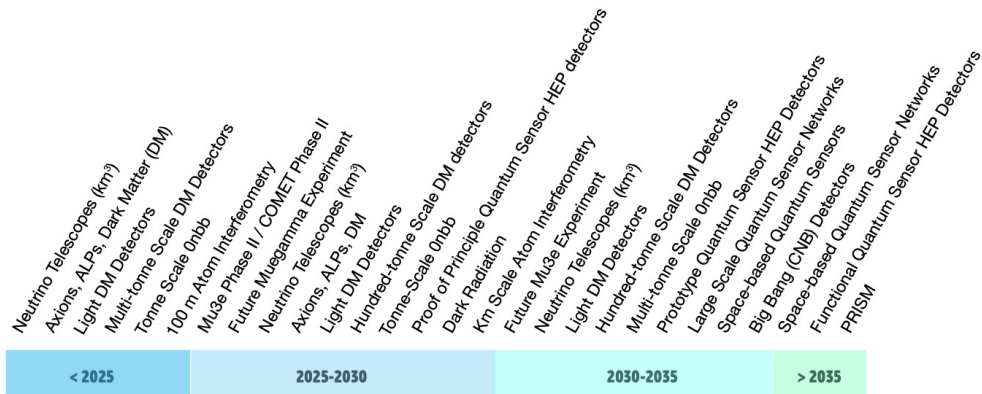 Neutrino Telescopes (km³)
Axions, ALPs, Dark Matter (DM)
Light DM Detectors
Multi-tonne Scale DM Detectors
Tonne Scale 0nbb
100 m Atom Interferometry
Mu3e Phase II / COMET Phase II
Future Muegamma Experiment
Neutrino Telescopes (km³)
Axions, ALPs, DM
Light DM Detectors
Hundred-tonne Scale DM detectors
Tonne-Scale 0nbb
Proof of Principle Quantum Sensor HEP detectors
Dark Radiation
Km Scale Atom Interferometry
Future Mu3e Experiment
Neutrino Telescopes (km³)
Light DM Detectors
Hundred-tonne Scale DM Detectors
Multi-tonne Scale 0nbb
Prototype Quantum Sensor HEP Detectors
Large Scale Quantum Sensor Networks
Space-based Quantum Sensors
Big Bang (CNB) Detectors
Space-based Quantum Sensor Networks
Functional Quantum Sensor HEP Detectors
PRISM
< 2025
2025-2030
2030-2035
> 2035